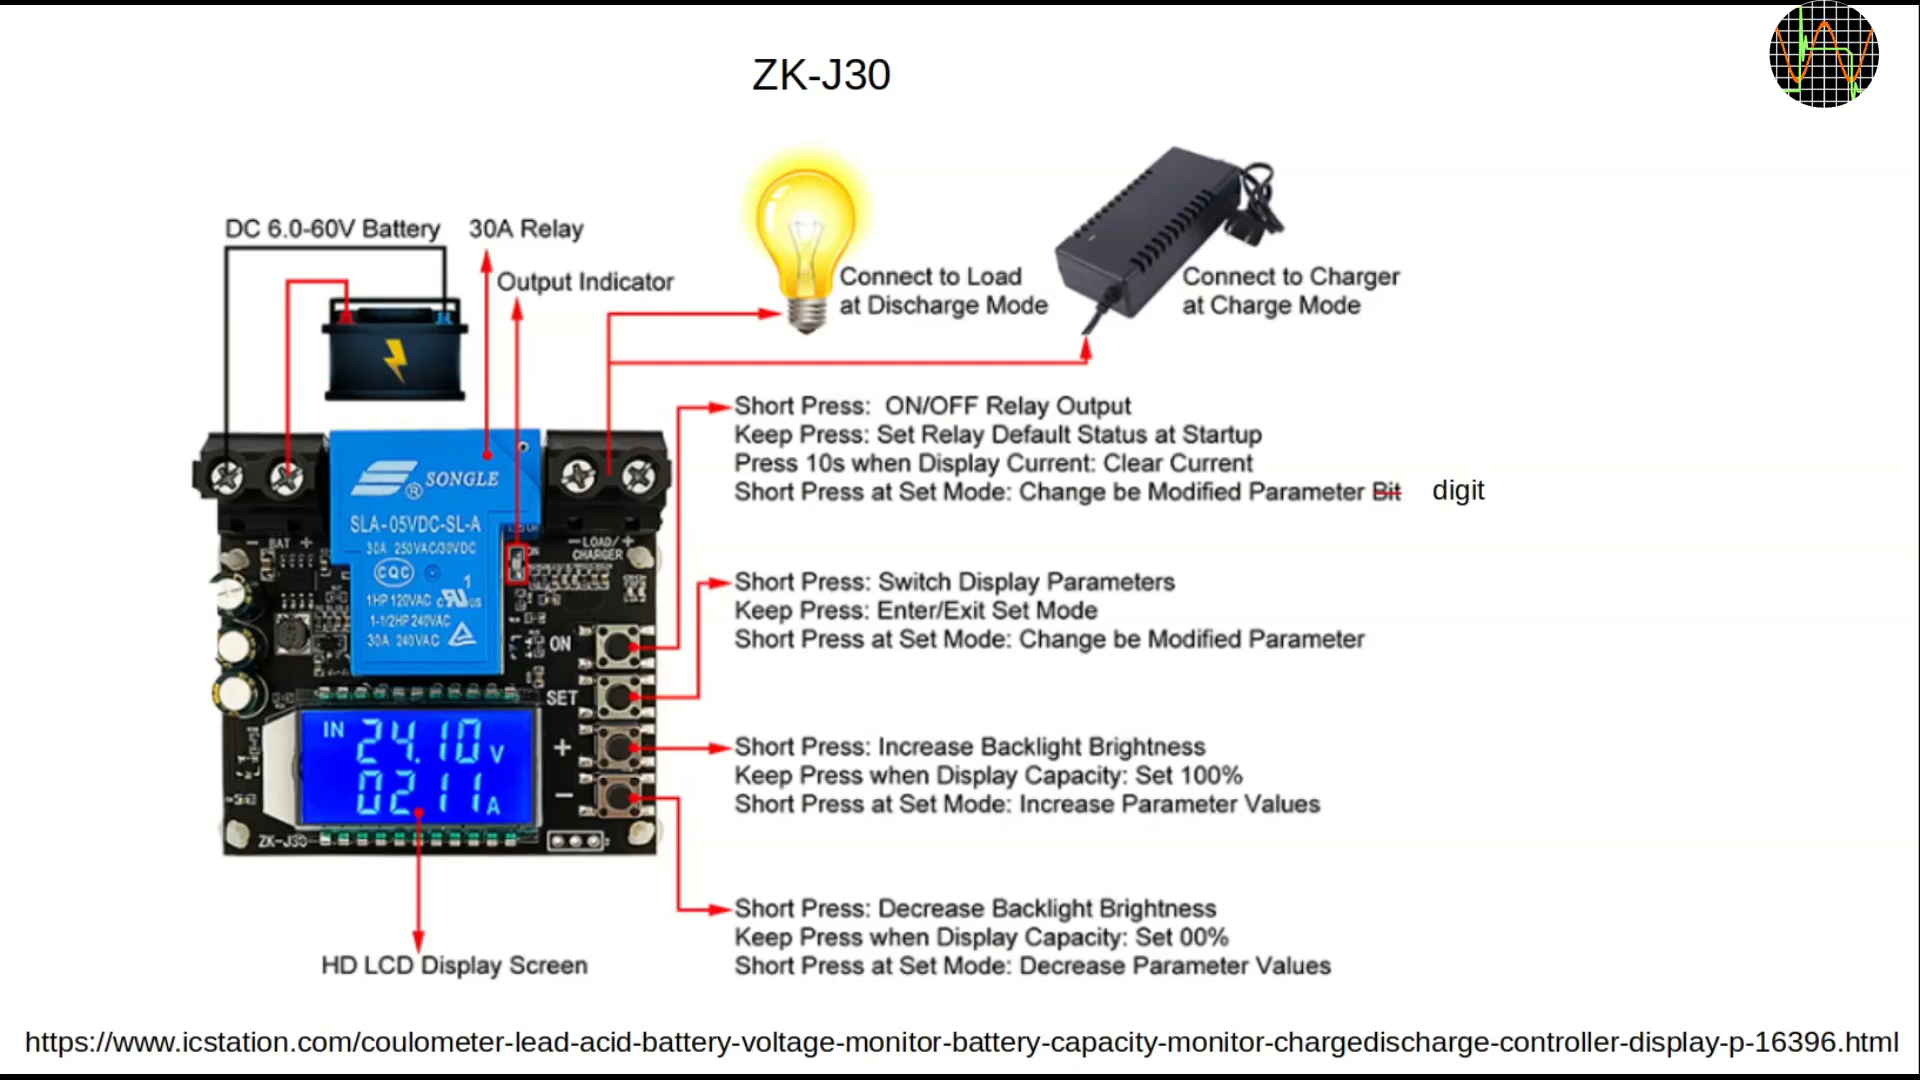 ZK-J30
DC 6.0-60V Battery
30A Relay
Output Indicator
Connect to Load
at Discharge Mode
Connect to Charger
at Charge Mode
Short Press: ON/OFF Relay Output
Keep Press: Set Relay Default Status at Startup
Press 10s when Display Current: Clear Current
Short Press at Set Mode: Change be Modified Parameter Bit digit
SONGLE
®
SLA-05VDC-SL-A
30A 250VAC/30VDC
CQC
1
1HP 120VAC c RU US
1-1/2HP 240VAC
30A 240VAC
- BAT +
ON
- LOAD/ +
CHARGER
Short Press: Switch Display Parameters
Keep Press: Enter/Exit Set Mode
Short Press at Set Mode: Change be Modified Parameter
ON
SET
+
-
IN 24.10 V
0211 A
ZK-J30
Short Press: Increase Backlight Brightness
Keep Press when Display Capacity: Set 100%
Short Press at Set Mode: Increase Parameter Values
Short Press: Decrease Backlight Brightness
Keep Press when Display Capacity: Set 00%
Short Press at Set Mode: Decrease Parameter Values
HD LCD Display Screen
https://www.icstation.com/coulometer-lead-acid-battery-voltage-monitor-battery-capacity-monitor-chargedischarge-controller-display-p-16396.html